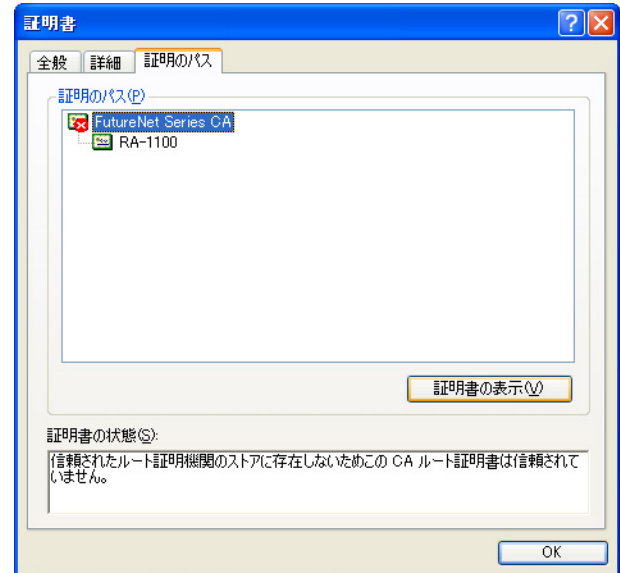 証明書
全般 詳細 証明のパス
証明のパス(P)
FutureNet Series CA
RA-1100
証明書の表示(V)
証明書の状態(S):
信頼されたルート証明機関のストアに存在しないためこの CA ルート証明書は信頼されて
いません。
OK